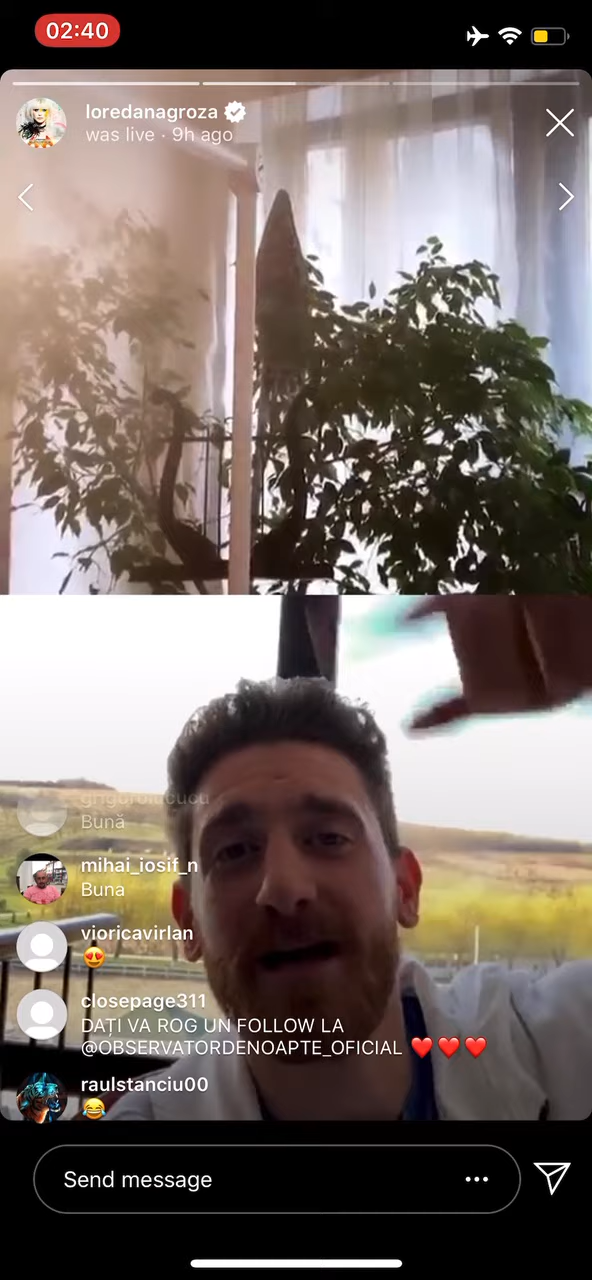 02:40
loredanagroza
was live · 9h ago
Bună
mihai_iosif_n
Buna
vioricavirlan
😍
closepage311
DAȚI VA ROG UN FOLLOW LA
@OBSERVATORDENOAPTE_OFICIAL ❤️❤️❤️
raulstanciu00
😂
Send message